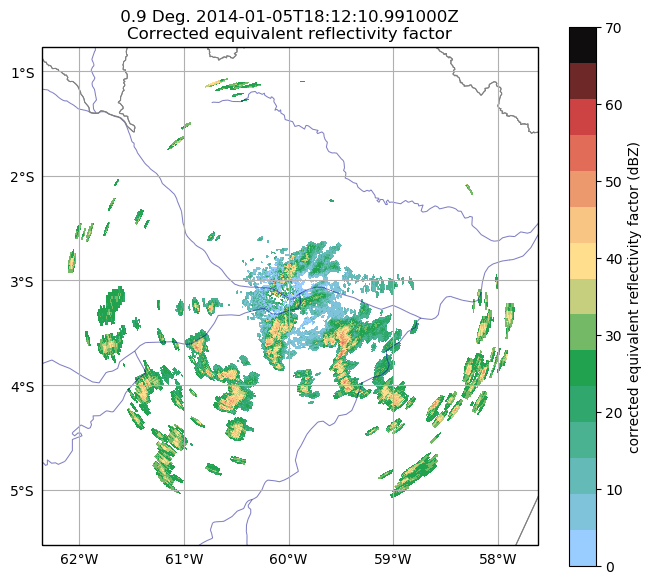 0.9 Deg. 2014-01-05T18:12:10.991000Z
Corrected equivalent reflectivity factor
1°S
2°S
3°S
4°S
5°S
62°W
61°W
60°W
59°W
58°W
70
60
50
40
30
20
10
0
corrected equivalent reflectivity factor (dBZ)